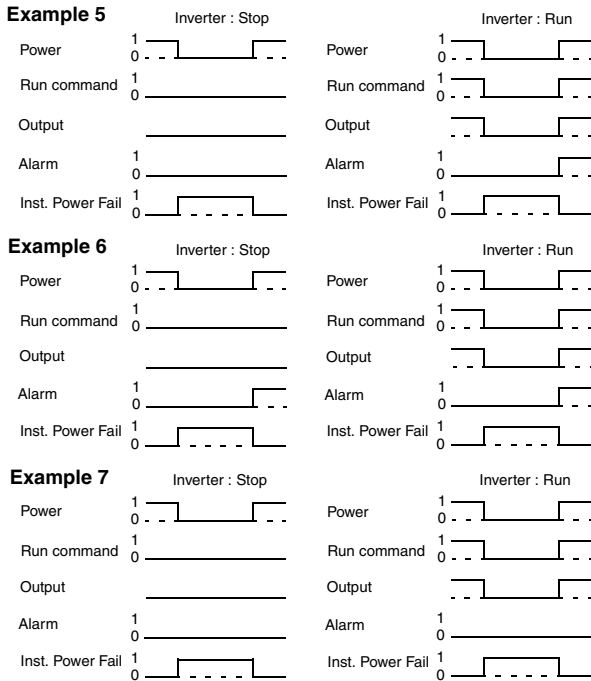 Example 5
Inverter : Stop
Inverter : Run
Power 1 0
Power 1 0
Run command 1 0
Run command 1 0
Output
Output
Alarm 1 0
Alarm 1 0
Inst. Power Fail 1 0
Inst. Power Fail 1 0
Example 6
Inverter : Stop
Inverter : Run
Power 1 0
Power 1 0
Run command 1 0
Run command 1 0
Output
Output
Alarm 1 0
Alarm 1 0
Inst. Power Fail 1 0
Inst. Power Fail 1 0
Example 7
Inverter : Stop
Inverter : Run
Power 1 0
Power 1 0
Run command 1 0
Run command 1 0
Output
Output
Alarm 1 0
Alarm 1 0
Inst. Power Fail 1 0
Inst. Power Fail 1 0